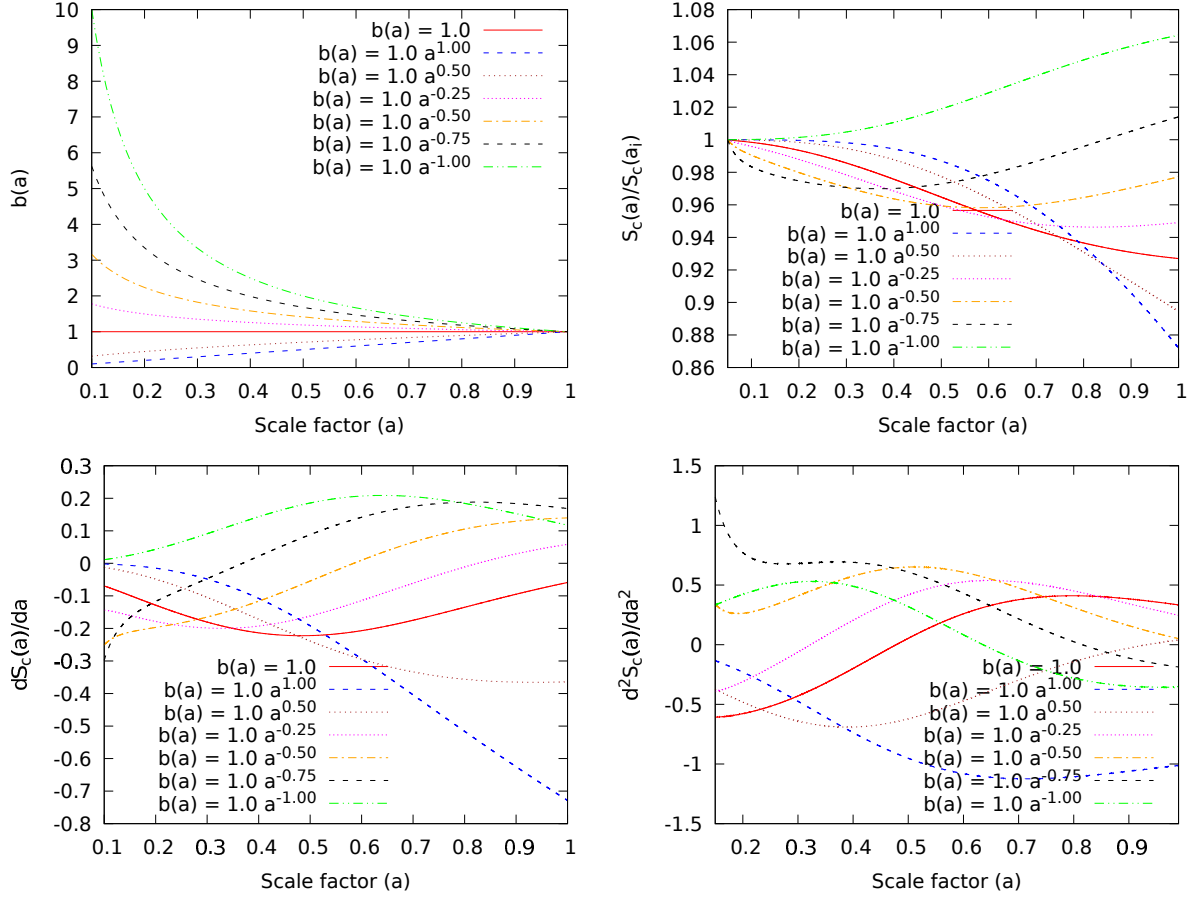 10
9
8
7
6
5
4
3
2
1
0
b(a)
b(a) = 1.0
b(a) = 1.0 a^1.00
b(a) = 1.0 a^0.50
b(a) = 1.0 a^-0.25
b(a) = 1.0 a^-0.50
b(a) = 1.0 a^-0.75
b(a) = 1.0 a^-1.00
0.1 0.2 0.3 0.4 0.5 0.6 0.7 0.8 0.9 1
Scale factor (a)
1.08
1.06
1.04
1.02
1
0.98
0.96
0.94
0.92
0.9
0.88
0.86
S_c(a)/S_c(a_i)
b(a) = 1.0
b(a) = 1.0 a^1.00
b(a) = 1.0 a^0.50
b(a) = 1.0 a^-0.25
b(a) = 1.0 a^-0.50
b(a) = 1.0 a^-0.75
b(a) = 1.0 a^-1.00
0.1 0.2 0.3 0.4 0.5 0.6 0.7 0.8 0.9 1
Scale factor (a)
0.3
0.2
0.1
0
-0.1
-0.2
-0.3
-0.4
-0.5
-0.6
-0.7
-0.8
dS_c(a)/da
b(a) = 1.0
b(a) = 1.0 a^1.00
b(a) = 1.0 a^0.50
b(a) = 1.0 a^-0.25
b(a) = 1.0 a^-0.50
b(a) = 1.0 a^-0.75
b(a) = 1.0 a^-1.00
0.1 0.2 0.3 0.4 0.5 0.6 0.7 0.8 0.9 1
Scale factor (a)
1.5
1
0.5
0
-0.5
-1
-1.5
d^2S_c(a)/da^2
b(a) = 1.0
b(a) = 1.0 a^1.00
b(a) = 1.0 a^0.50
b(a) = 1.0 a^-0.25
b(a) = 1.0 a^-0.50
b(a) = 1.0 a^-0.75
b(a) = 1.0 a^-1.00
0.2 0.3 0.4 0.5 0.6 0.7 0.8 0.9
Scale factor (a)